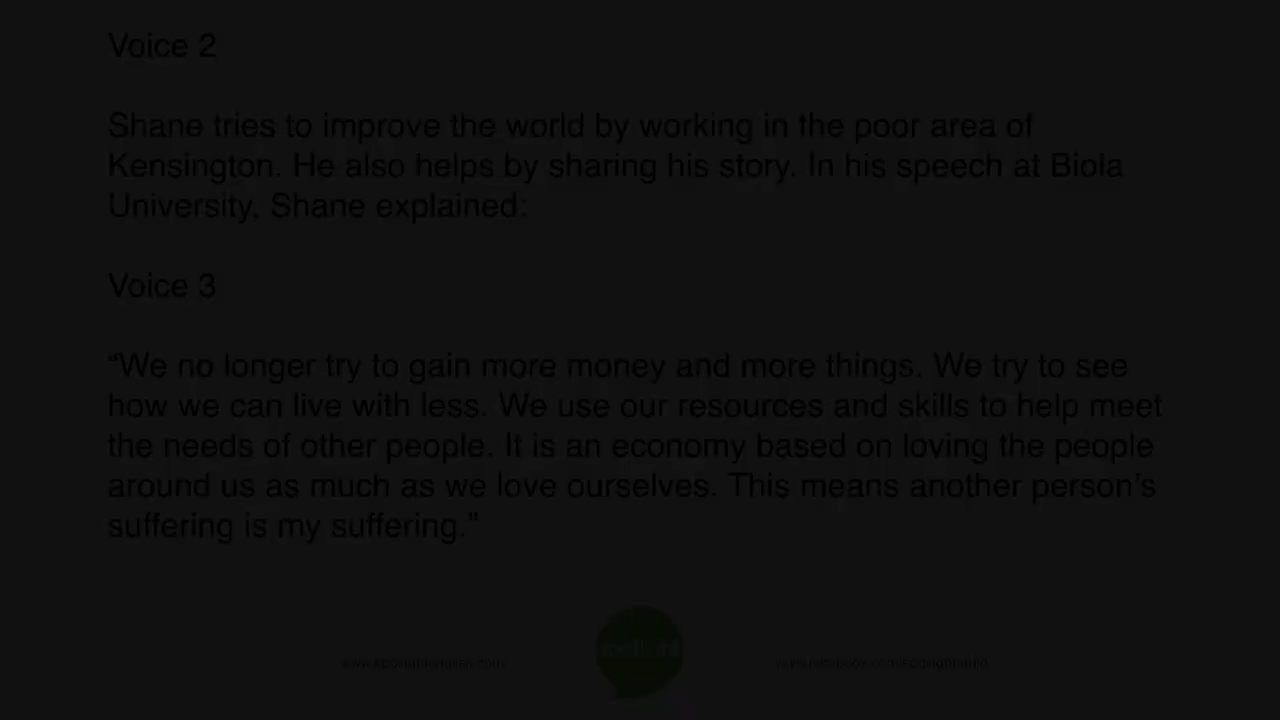 Voice 2
Shane tries to improve the world by working in the poor area of
Kensington. He also helps by sharing his story. In his speech at Biola
University, Shane explained:
Voice 3
“We no longer try to gain more money and more things. We try to see
how we can live with less. We use our resources and skills to help meet
the needs of other people. It is an economy based on loving the people
around us as much as we love ourselves. This means another person’s
suffering is my suffering.”